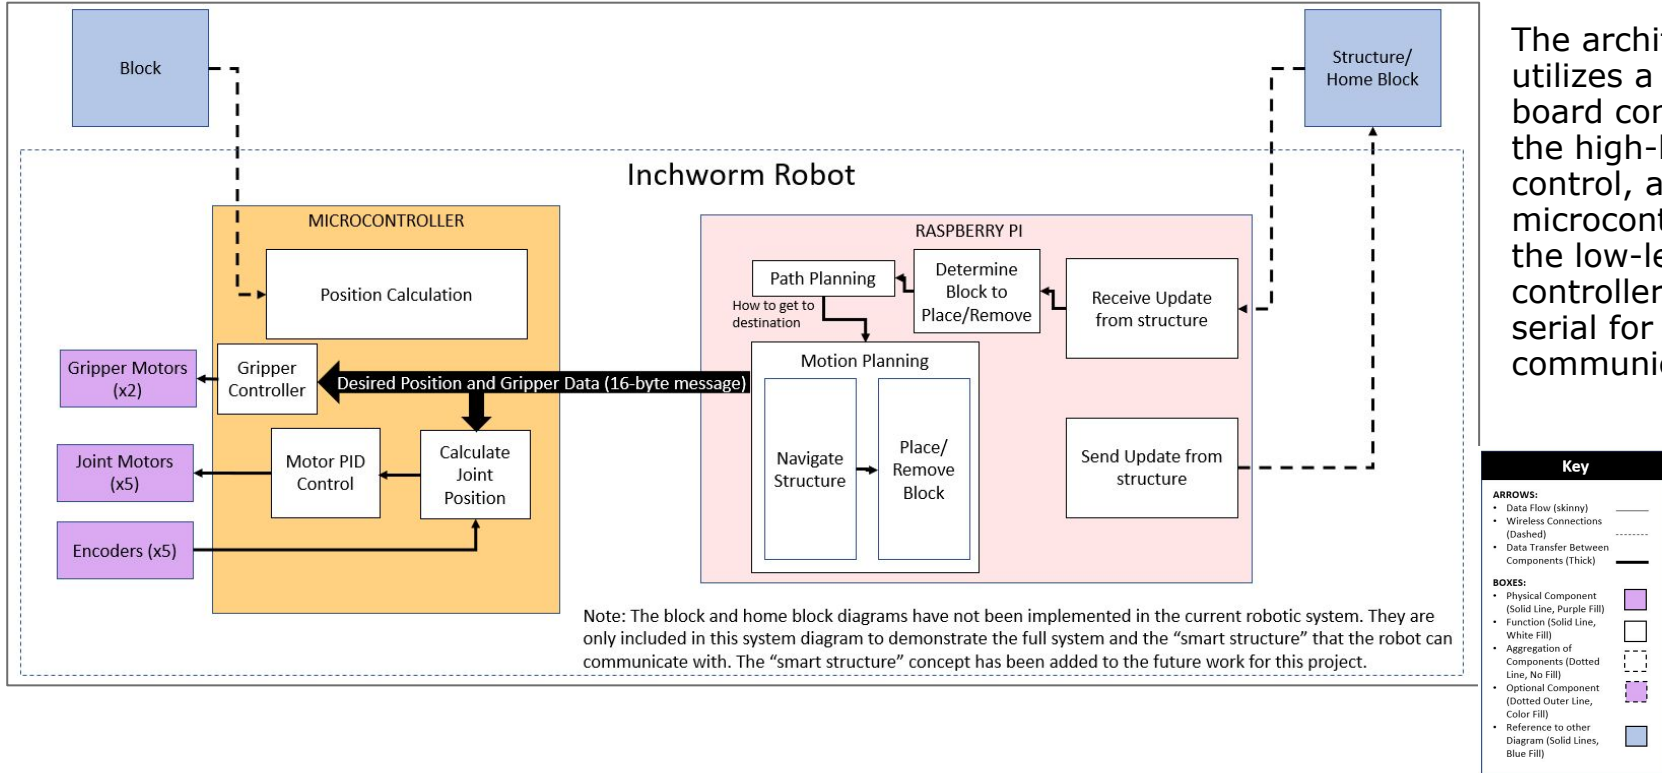 Block
Structure/
Home Block
Inchworm Robot
MICROCONTROLLER
Position Calculation
Gripper Motors
(x2)
Gripper
Controller
Desired Position and Gripper Data (16-byte message)
Joint Motors
(x5)
Motor PID
Control
Calculate
Joint
Position
Encoders (x5)
RASPBERRY PI
Path Planning
Determine
Block to
Place/Remove
Receive Update
from structure
How to get to
destination
Motion Planning
Navigate
Structure
Place/
Remove
Block
Send Update from
structure
Note: The block and home block diagrams have not been implemented in the current robotic system. They are
only included in this system diagram to demonstrate the full system and the “smart structure” that the robot can
communicate with. The “smart structure” concept has been added to the future work for this project.
The archi
utilizes a
board con
the high-
control, a
microcont
the low-le
controller
serial for
communi
Key
ARROWS:
• Data Flow (skinny)
• Wireless Connections
(Dashed)
• Data Transfer Between
Components (Thick)
BOXES:
• Physical Component
(Solid Line, Purple Fill)
• Function (Solid Line,
White Fill)
• Aggregation of
Components (Dotted
Line, No Fill)
• Optional Component
(Dotted Outer Line,
Color Fill)
• Reference to other
Diagram (Solid Lines,
Blue Fill)